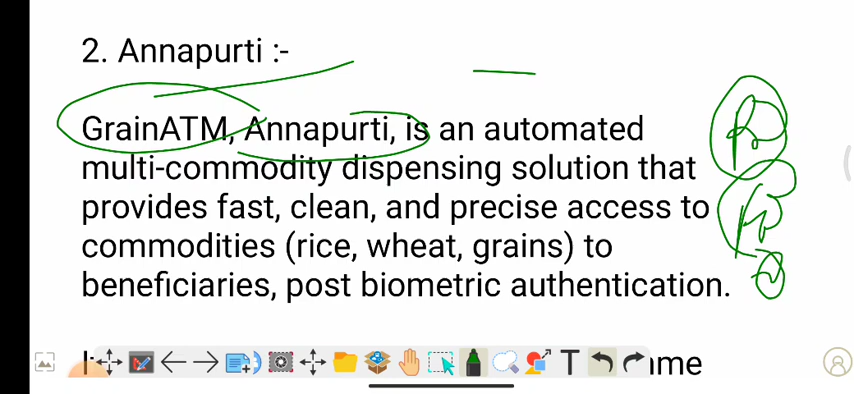 2. Annapurti :-
GrainATM, Annapurti, is an automated
multi-commodity dispensing solution that
provides fast, clean, and precise access to
commodities (rice, wheat, grains) to
beneficiaries, post biometric authentication.
T